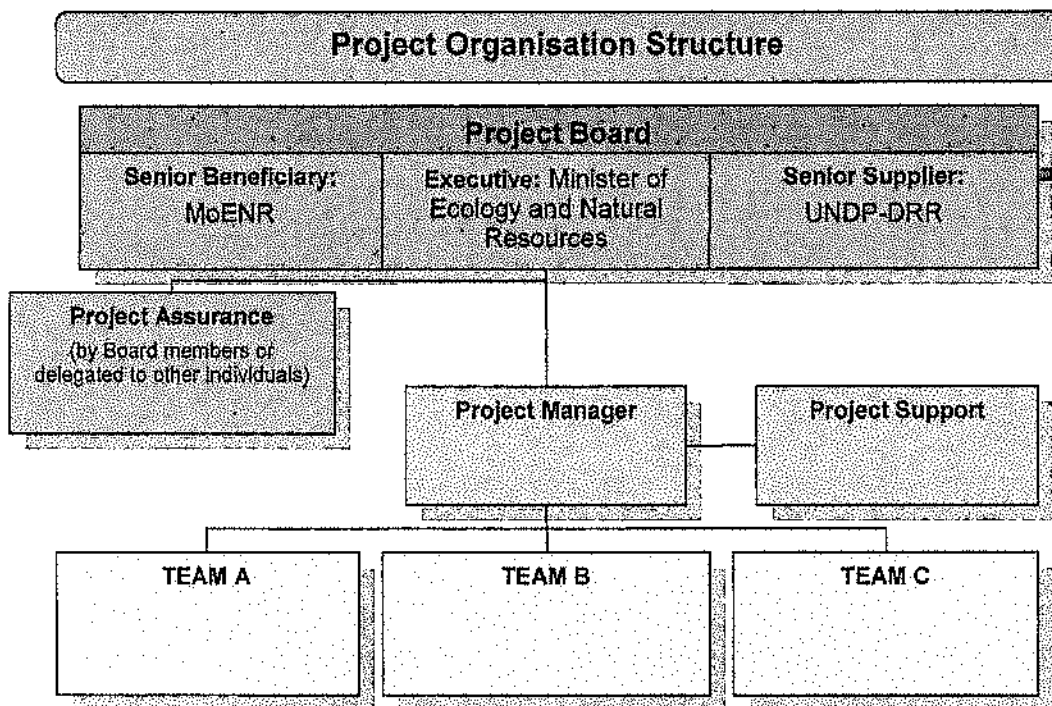 Project Organisation Structure
Project Board
Senior Beneficiary:
MoENR
Executive: Minister of
Ecology and Natural
Resources
Senior Supplier:
UNDP-DRR
Project Assurance
(by Board members or
delegated to other individuals)
Project Manager
Project Support
TEAM A
TEAM B
TEAM C